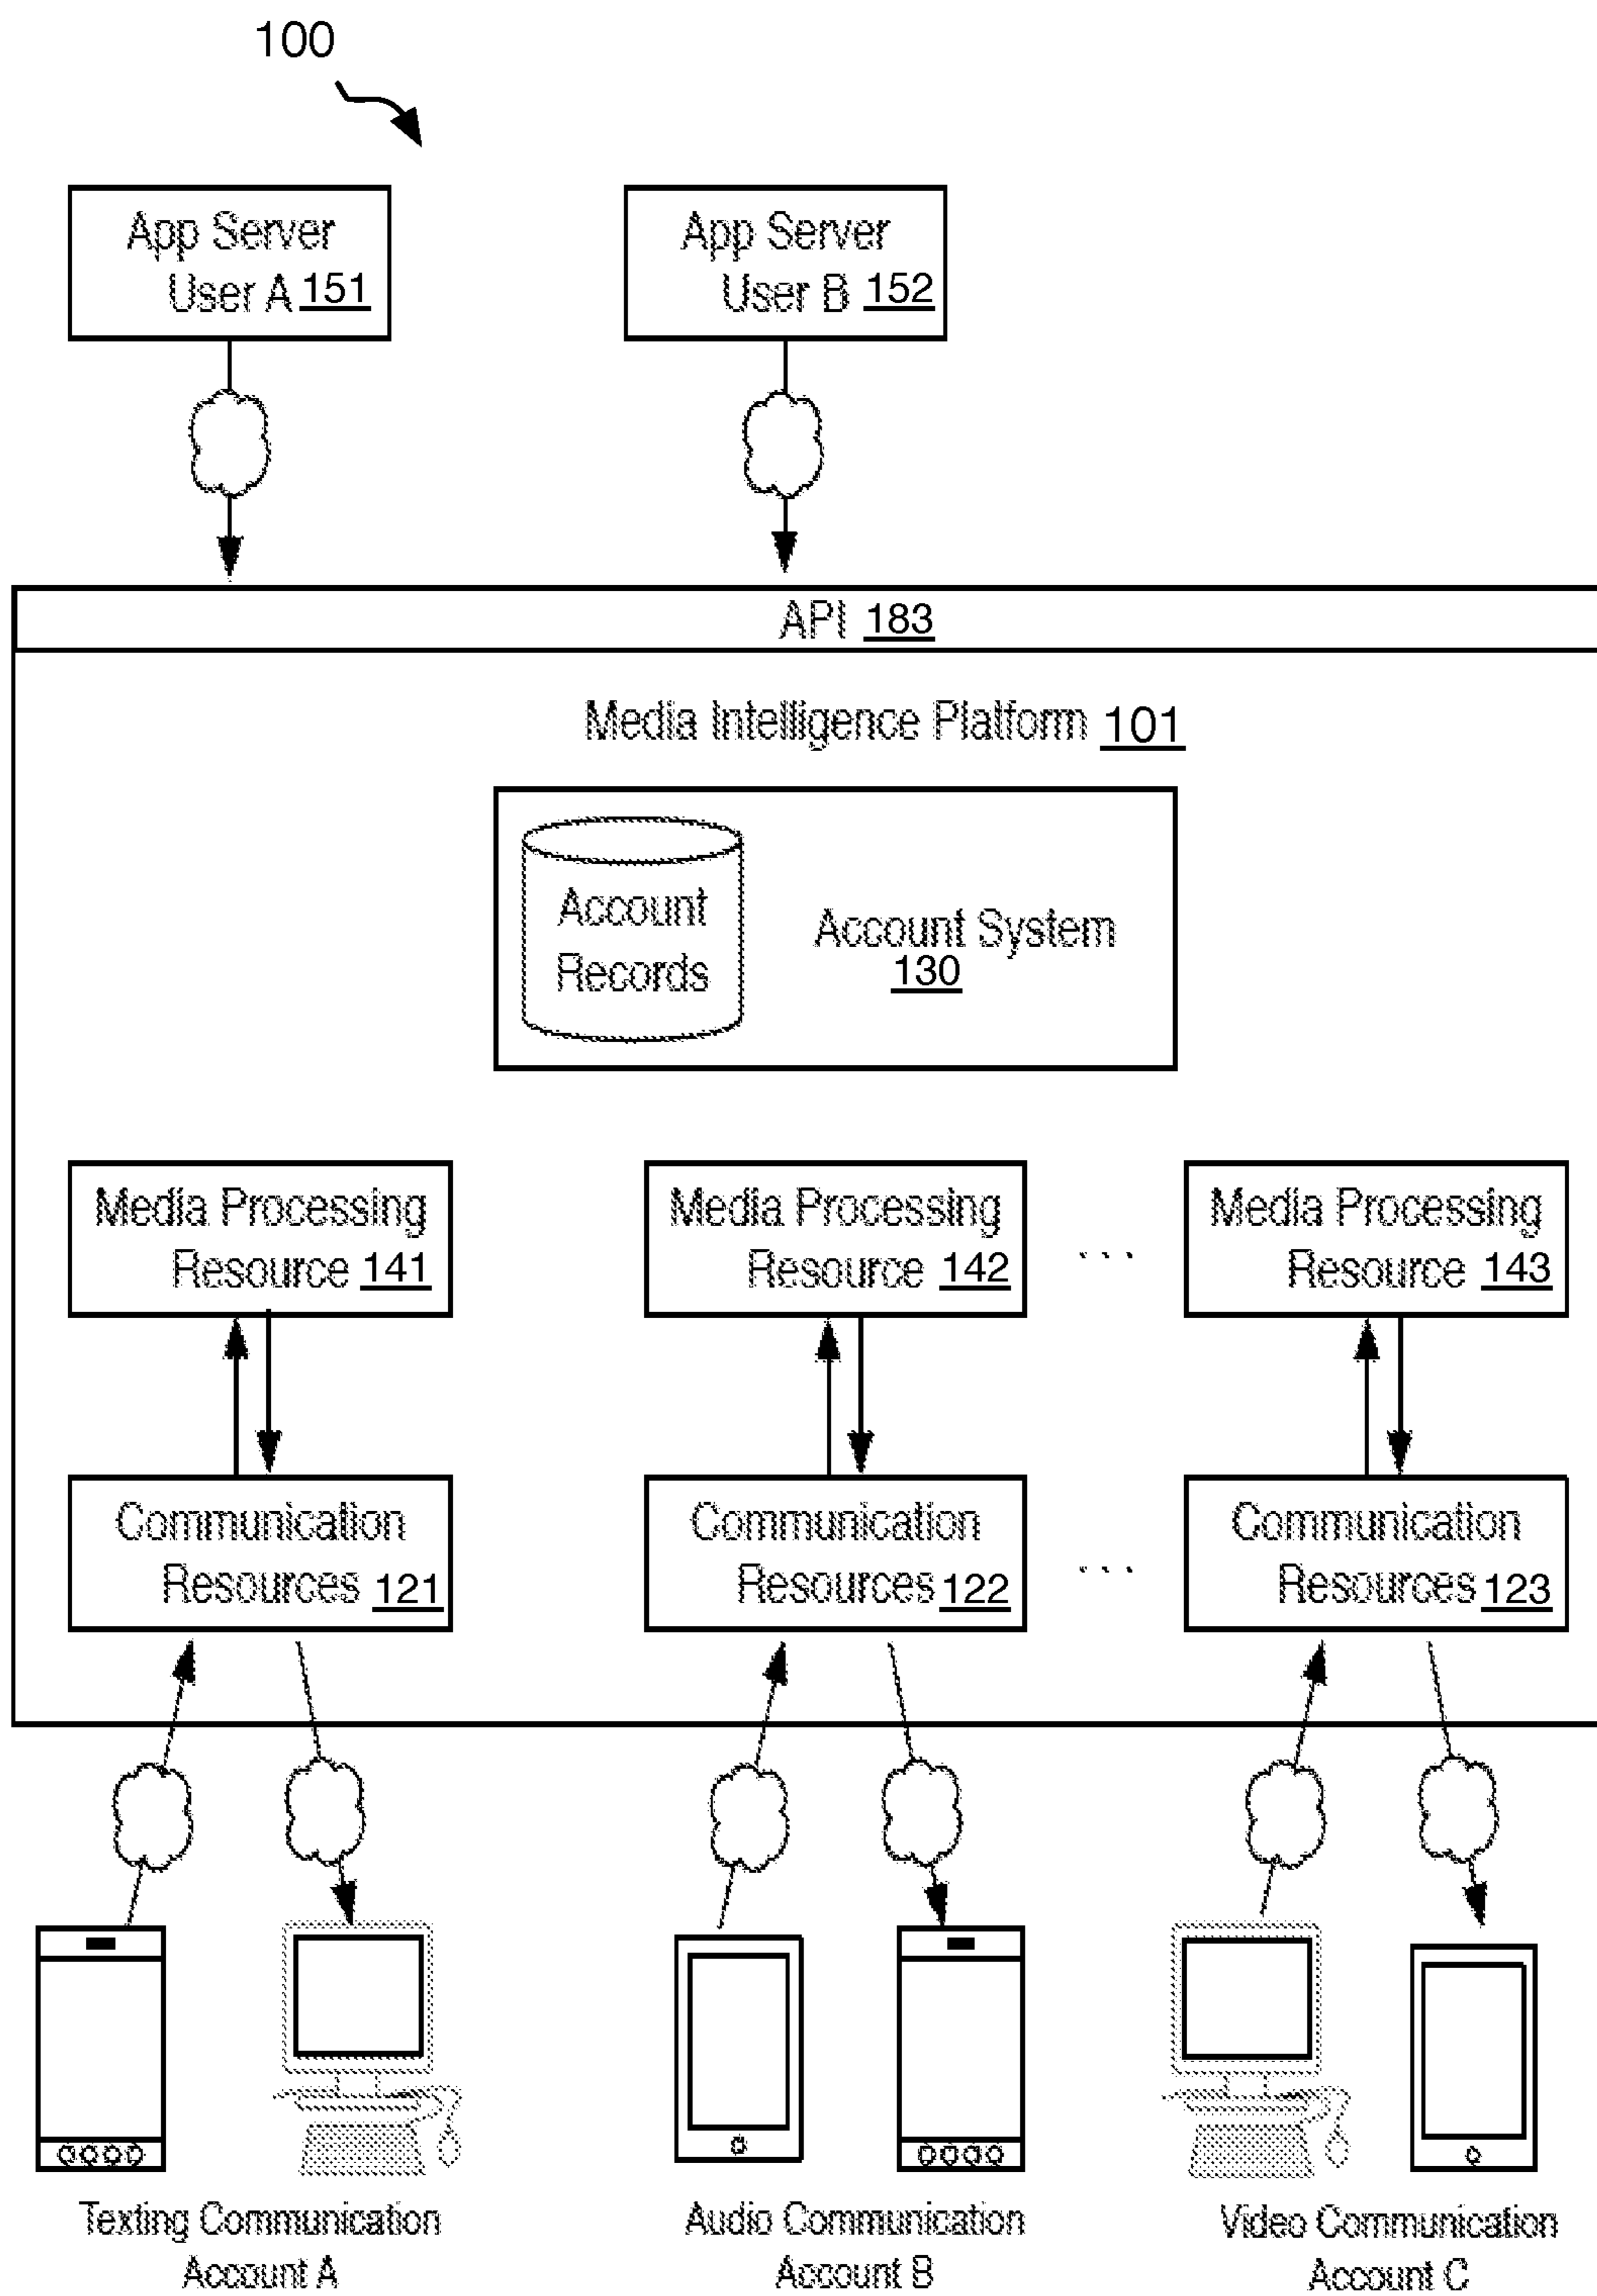 100
App Server
User A 151
App Server
User B 152
API 183
Media Intelligence Platform 101
Account
Records
Account System
130
Media Processing
Resource 141
Media Processing
Resource 142
. . .
Media Processing
Resource 143
Communication
Resources 121
Communication
Resources 122
. . .
Communication
Resources 123
Texting Communication
Account A
Audio Communication
Account B
Video Communication
Account C